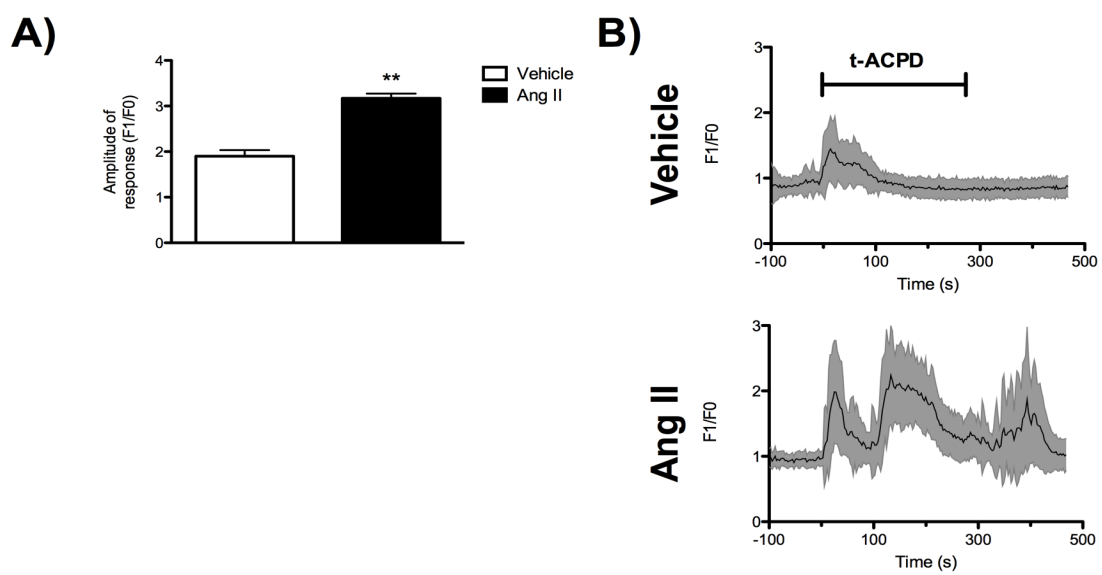 A)
Amplitude of
response (F1/F0)
4
3
2
1
0
**
Vehicle
Ang II
B)
Vehicle
F1/F0
3
2
1
0
t-ACPD
-100
100
300
500
Time (s)
Ang II
F1/F0
3
2
1
0
-100
100
300
500
Time (s)